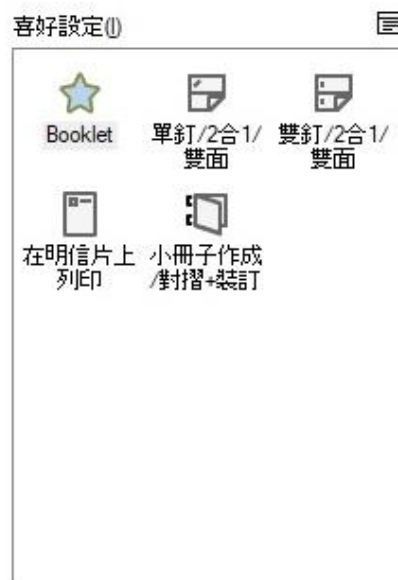 喜好設定(I)
Booklet
單釘/2合1/
雙面
雙釘/2合1/
雙面
在明信片上
列印
小冊子作成
/對摺+裝訂